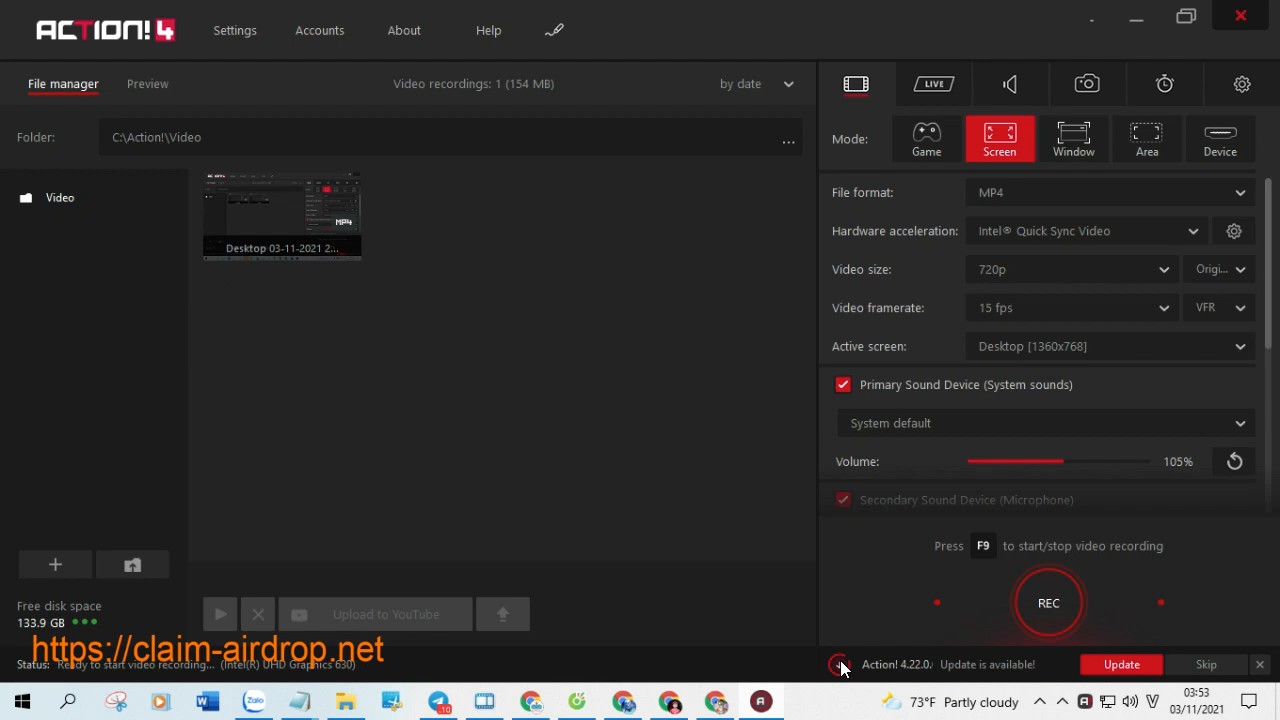 ACTION! 4
Settings
Accounts
About
Help
File manager
Preview
Video recordings: 1 (154 MB)
by date
LIVE
Folder:
C:\Action!\Video
...
Mode:
Game
Screen
Window
Area
Device
Video
MP4
Desktop 03-11-2021 2...
File format:
MP4
Hardware acceleration:
Intel® Quick Sync Video
Video size:
720p
Origi...
Video framerate:
15 fps
VFR
Active screen:
Desktop [1360x768]
Primary Sound Device (System sounds)
System default
Volume:
105%
Secondary Sound Device (Microphone)
Press F9 to start/stop video recording
REC
Free disk space
133.9 GB
Upload to YouTube
https://claim-airdrop.net
Status: Ready to start video recording... (Intel(R) UHD Graphics 630)
Action! 4.22.0. Update is available!
Update
Skip
Zalo
10
73°F Partly cloudy
03:53
03/11/2021